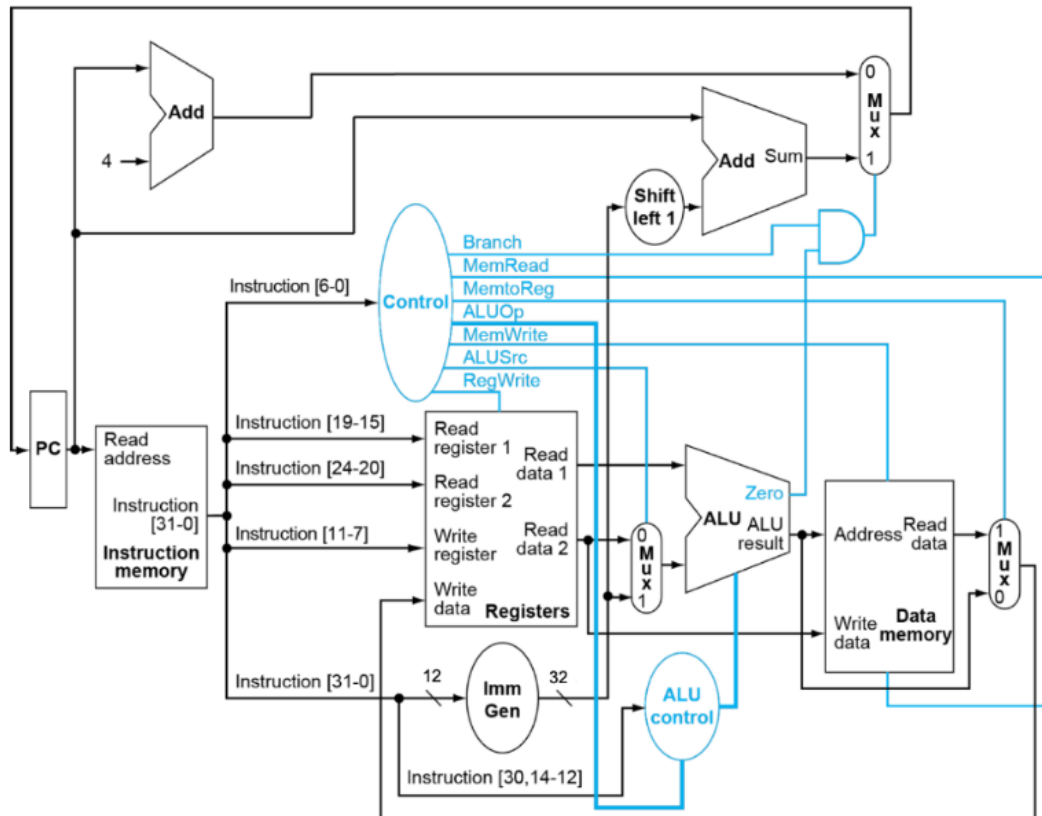 Add
4
Add
Sum
0
Mux
1
Shift
left 1
Branch
MemRead
MemtoReg
ALUOp
MemWrite
ALUSrc
RegWrite
Control
Instruction [6-0]
PC
Read
address
Instruction
[31-0]
Instruction
memory
Instruction [19-15]
Instruction [24-20]
Instruction [11-7]
Read
register 1
Read
register 2
Write
register
Write
data
Read
data 1
Read
data 2
Registers
0
Mux
1
ALU
Zero
ALU
result
Address
Read
data
Write
data
Data
memory
1
Mux
0
Instruction [31-0]
12
Imm
Gen
32
ALU
control
Instruction [30,14-12]